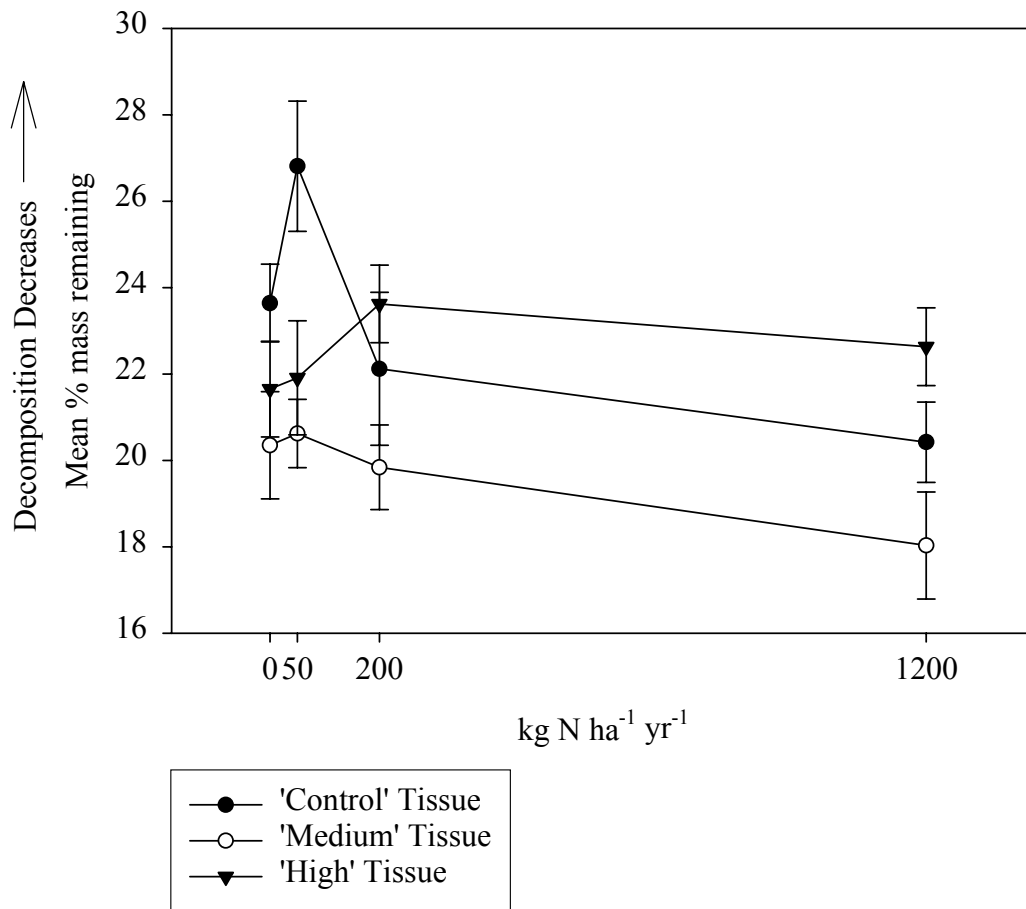 Decomposition Decreases
Mean % mass remaining
30
28
26
24
22
20
18
16
0 50 200 1200
kg N ha⁻¹ yr⁻¹
'Control' Tissue
'Medium' Tissue
'High' Tissue